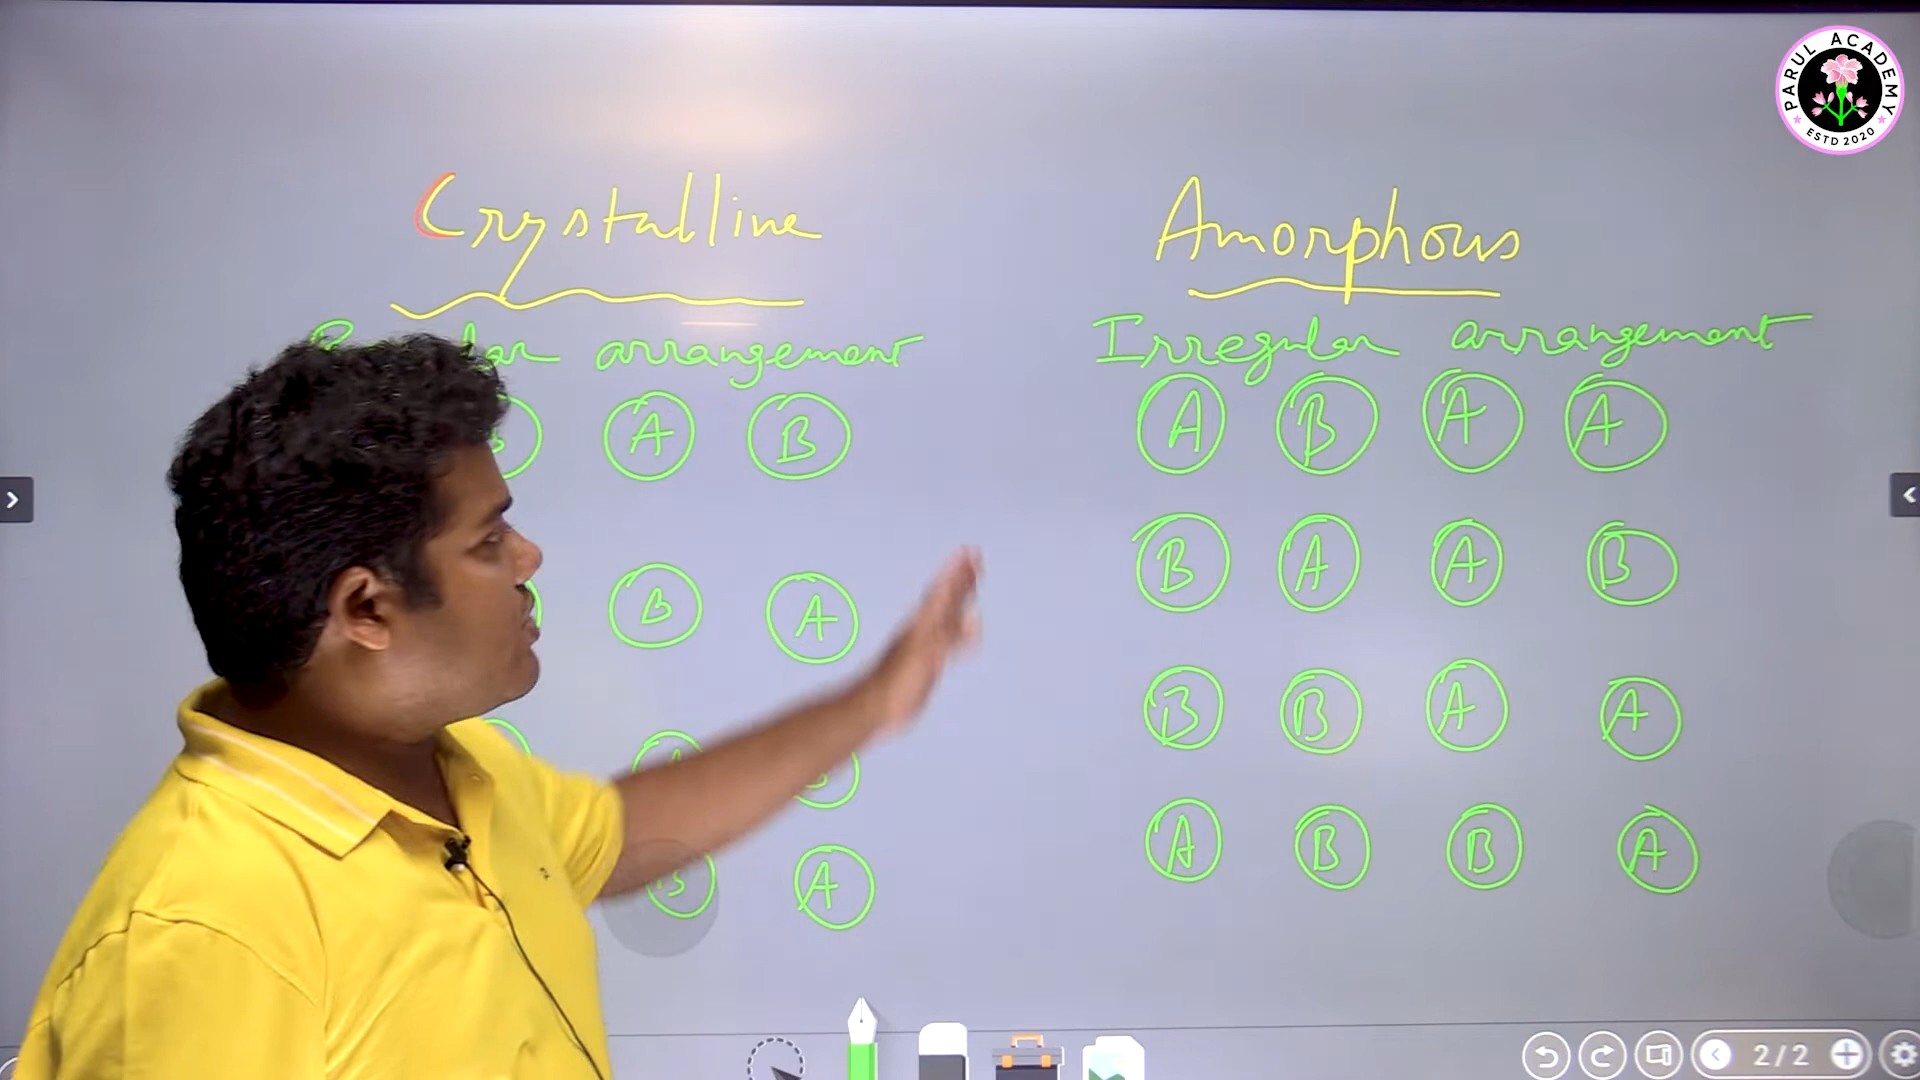 PARUL ACADEMY
ESTD 2020
Crystalline
Amorphous
arrangement
Irregular arrangement
A B
A B A A
B A
B A A B
B B A A
A
A B B A
2/2